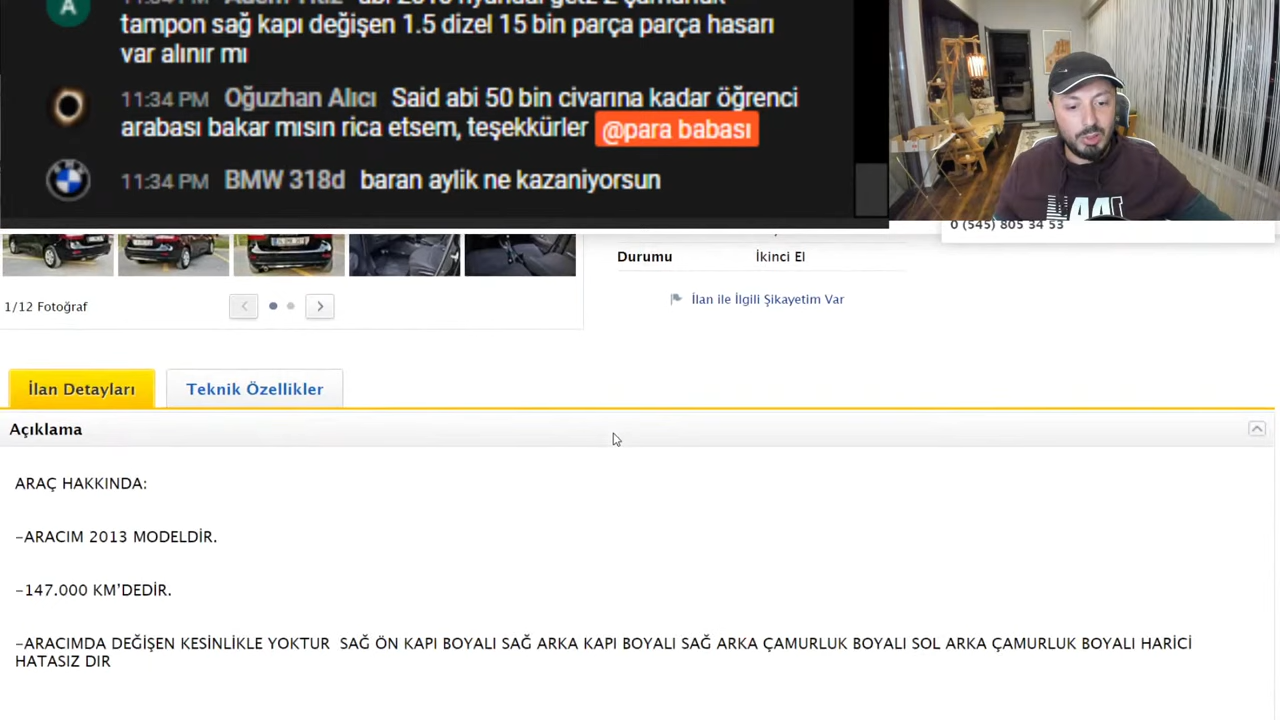 tampon sağ kapı değişen 1.5 dizel 15 bin parça parça hasarı
var alınır mı
11:34 PM Oğuzhan Alıcı Said abi 50 bin civarına kadar öğrenci
arabası bakar mısın rica etsem, teşekkürler @para babası
11:34 PM BMW 318d baran aylik ne kazaniyorsun
0 (545) 805 34 53
Durumu İkinci El
İlan ile İlgili Şikayetim Var
1/12 Fotoğraf
İlan Detayları Teknik Özellikler
Açıklama
ARAÇ HAKKINDA:
-ARACIM 2013 MODELDİR.
-147.000 KM'DEDİR.
-ARACIMDA DEĞİŞEN KESİNLİKLE YOKTUR SAĞ ÖN KAPI BOYALI SAĞ ARKA KAPI BOYALI SAĞ ARKA ÇAMURLUK BOYALI SOL ARKA ÇAMURLUK BOYALI HARİCİ
HATASIZ DIR